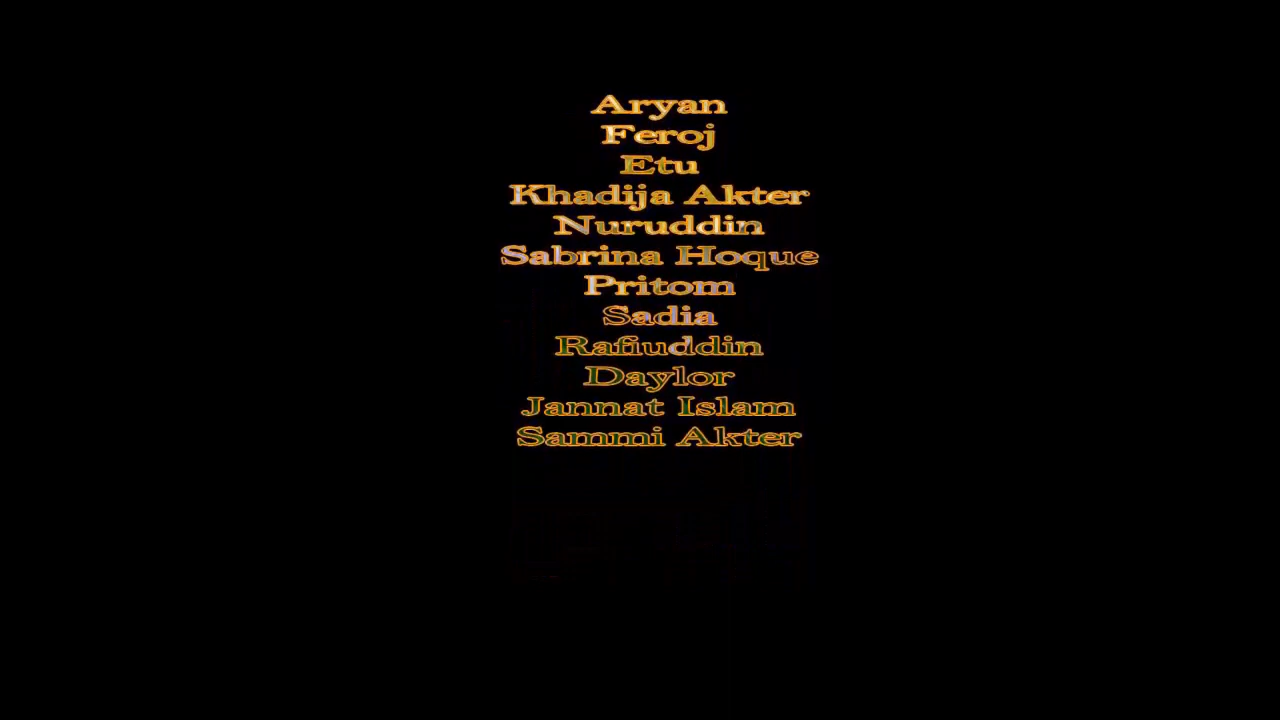 Aryan
Feroj
Etu
Khadija Akter
Nuruddin
Sabrina Hoque
Pritom
Sadia
Rafiuddin
Daylor
Jannat Islam
Sammi Akter